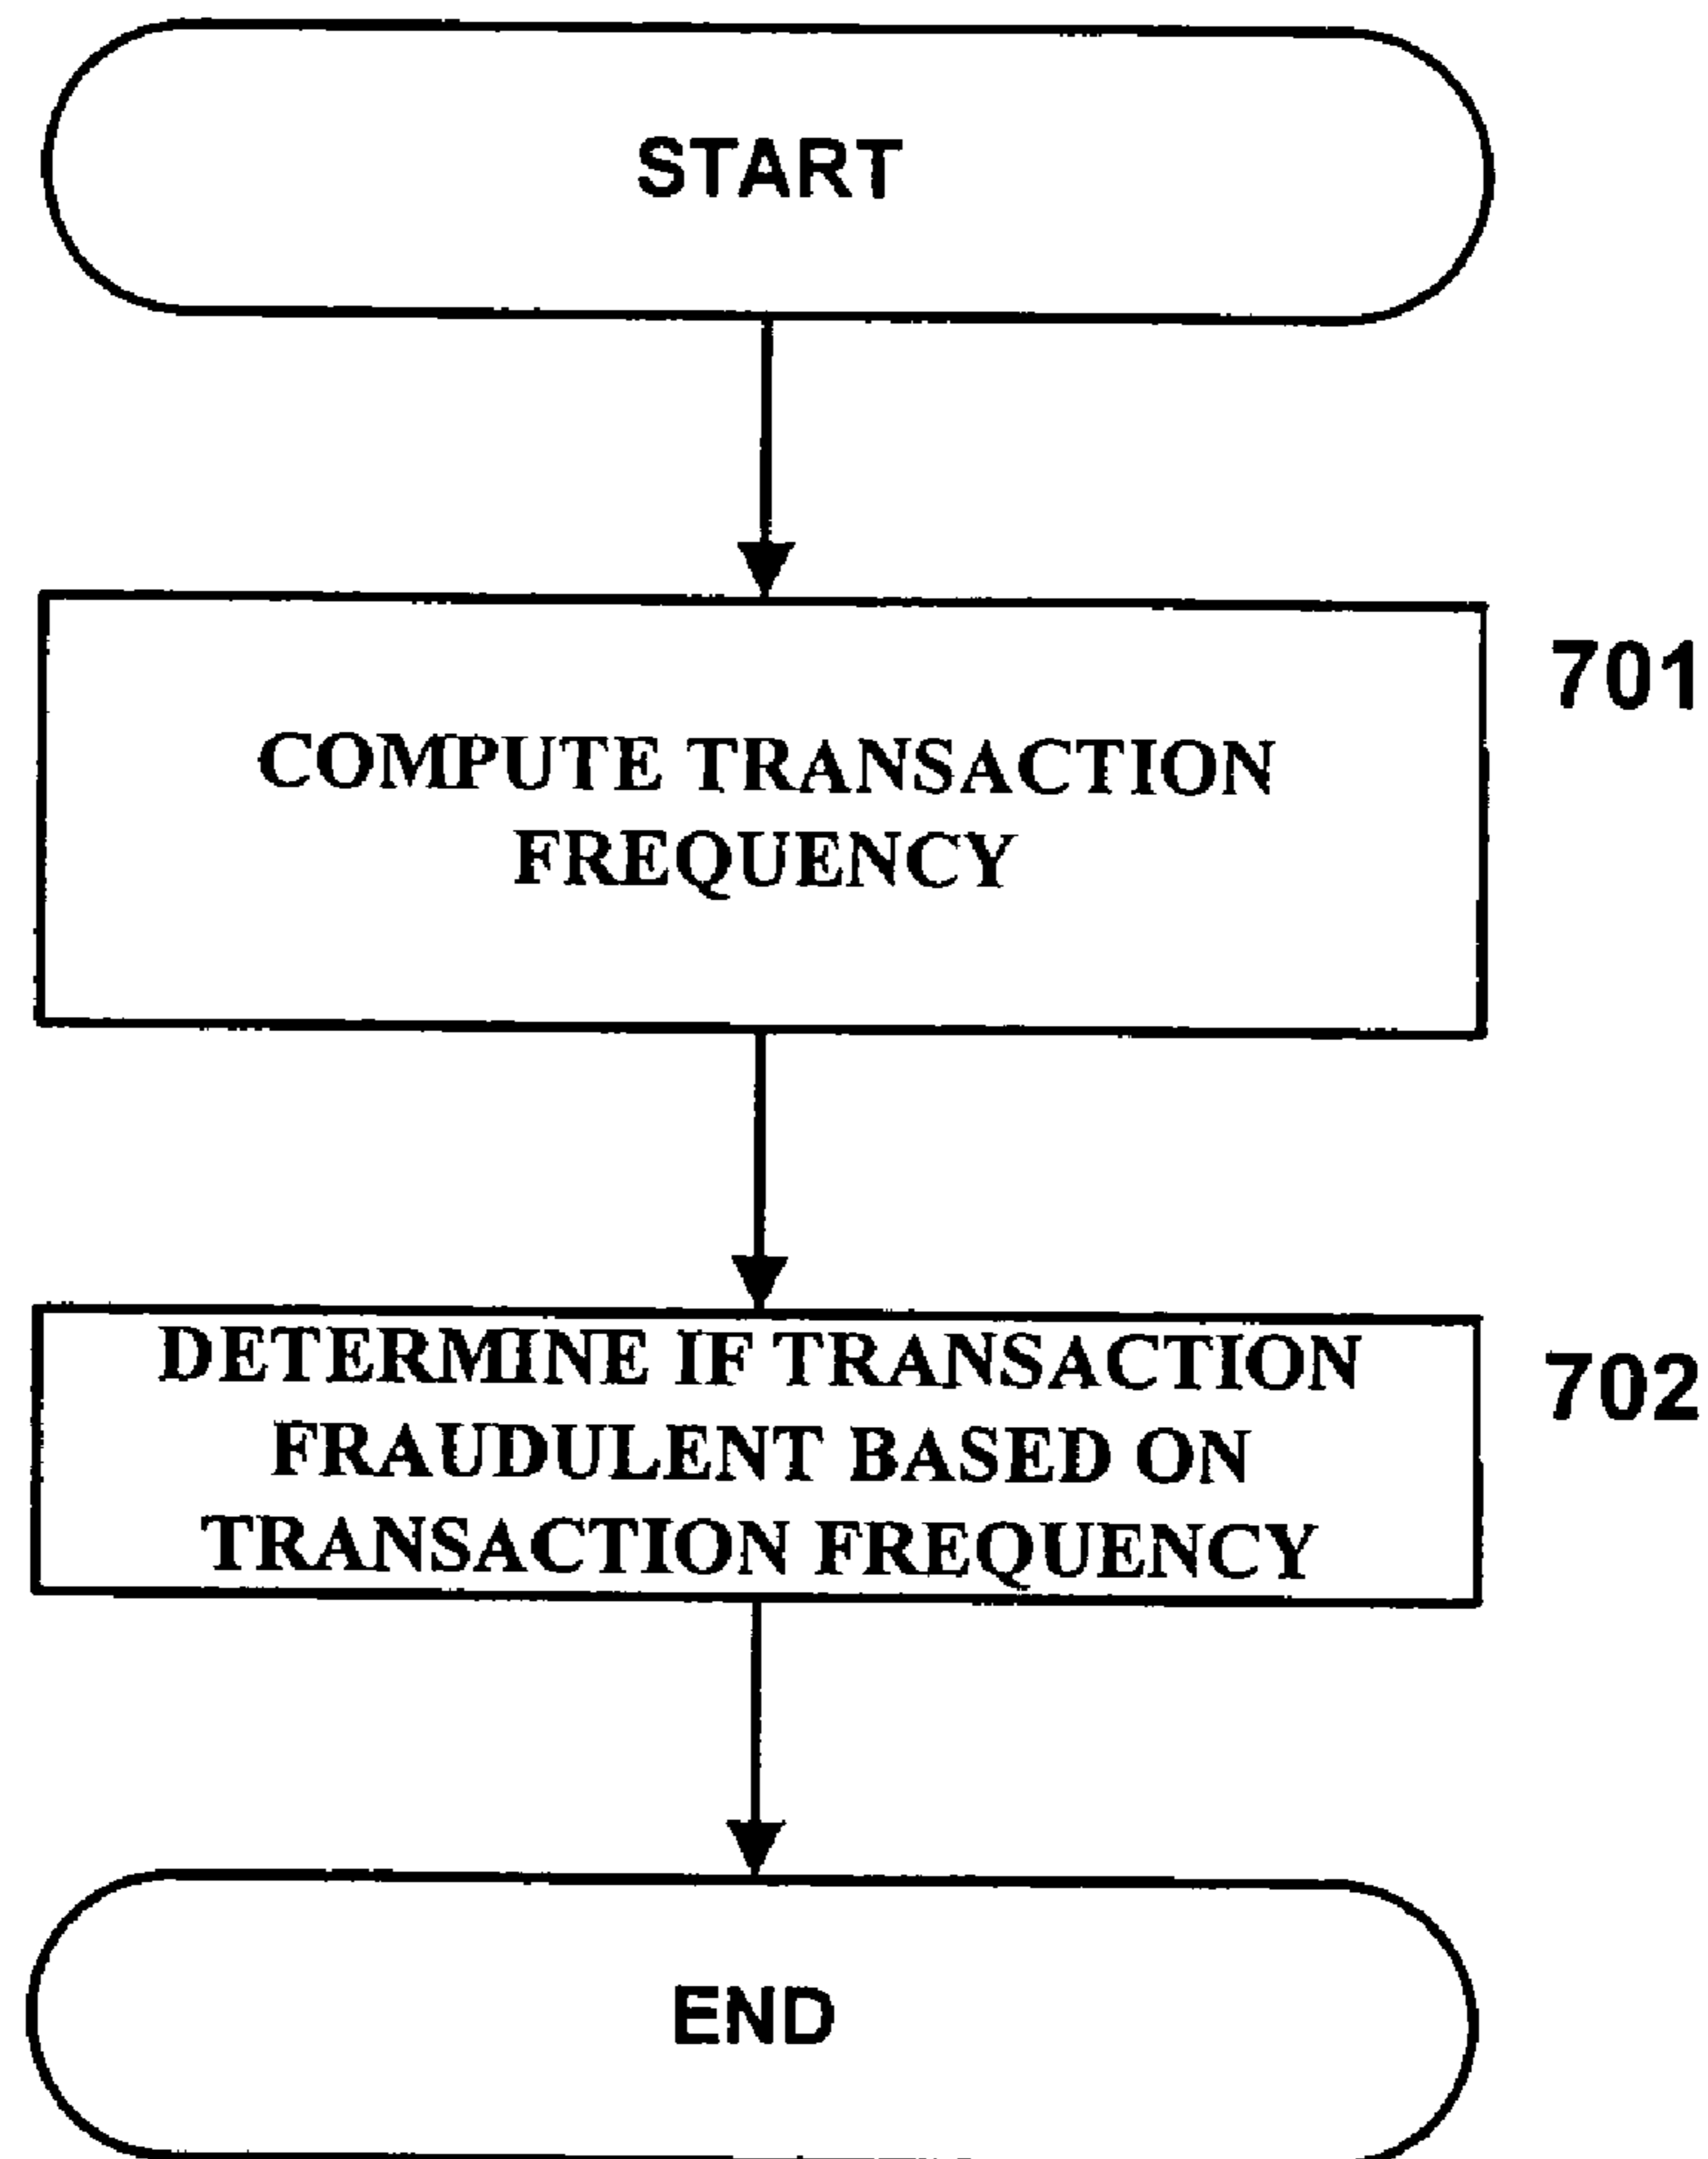 START
701
COMPUTE TRANSACTION
FREQUENCY
702
DETERMINE IF TRANSACTION
FRAUDULENT BASED ON
TRANSACTION FREQUENCY
END